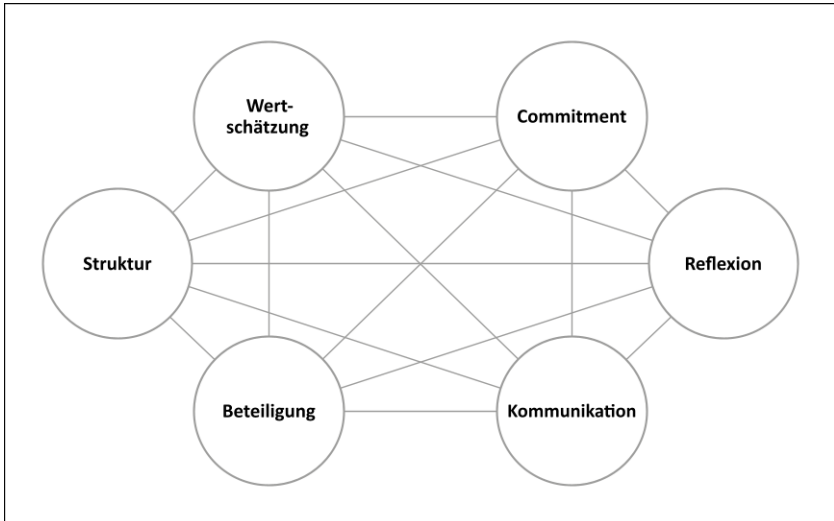 Wert-
schätzung
Commitment
Struktur
Reflexion
Beteiligung
Kommunikation